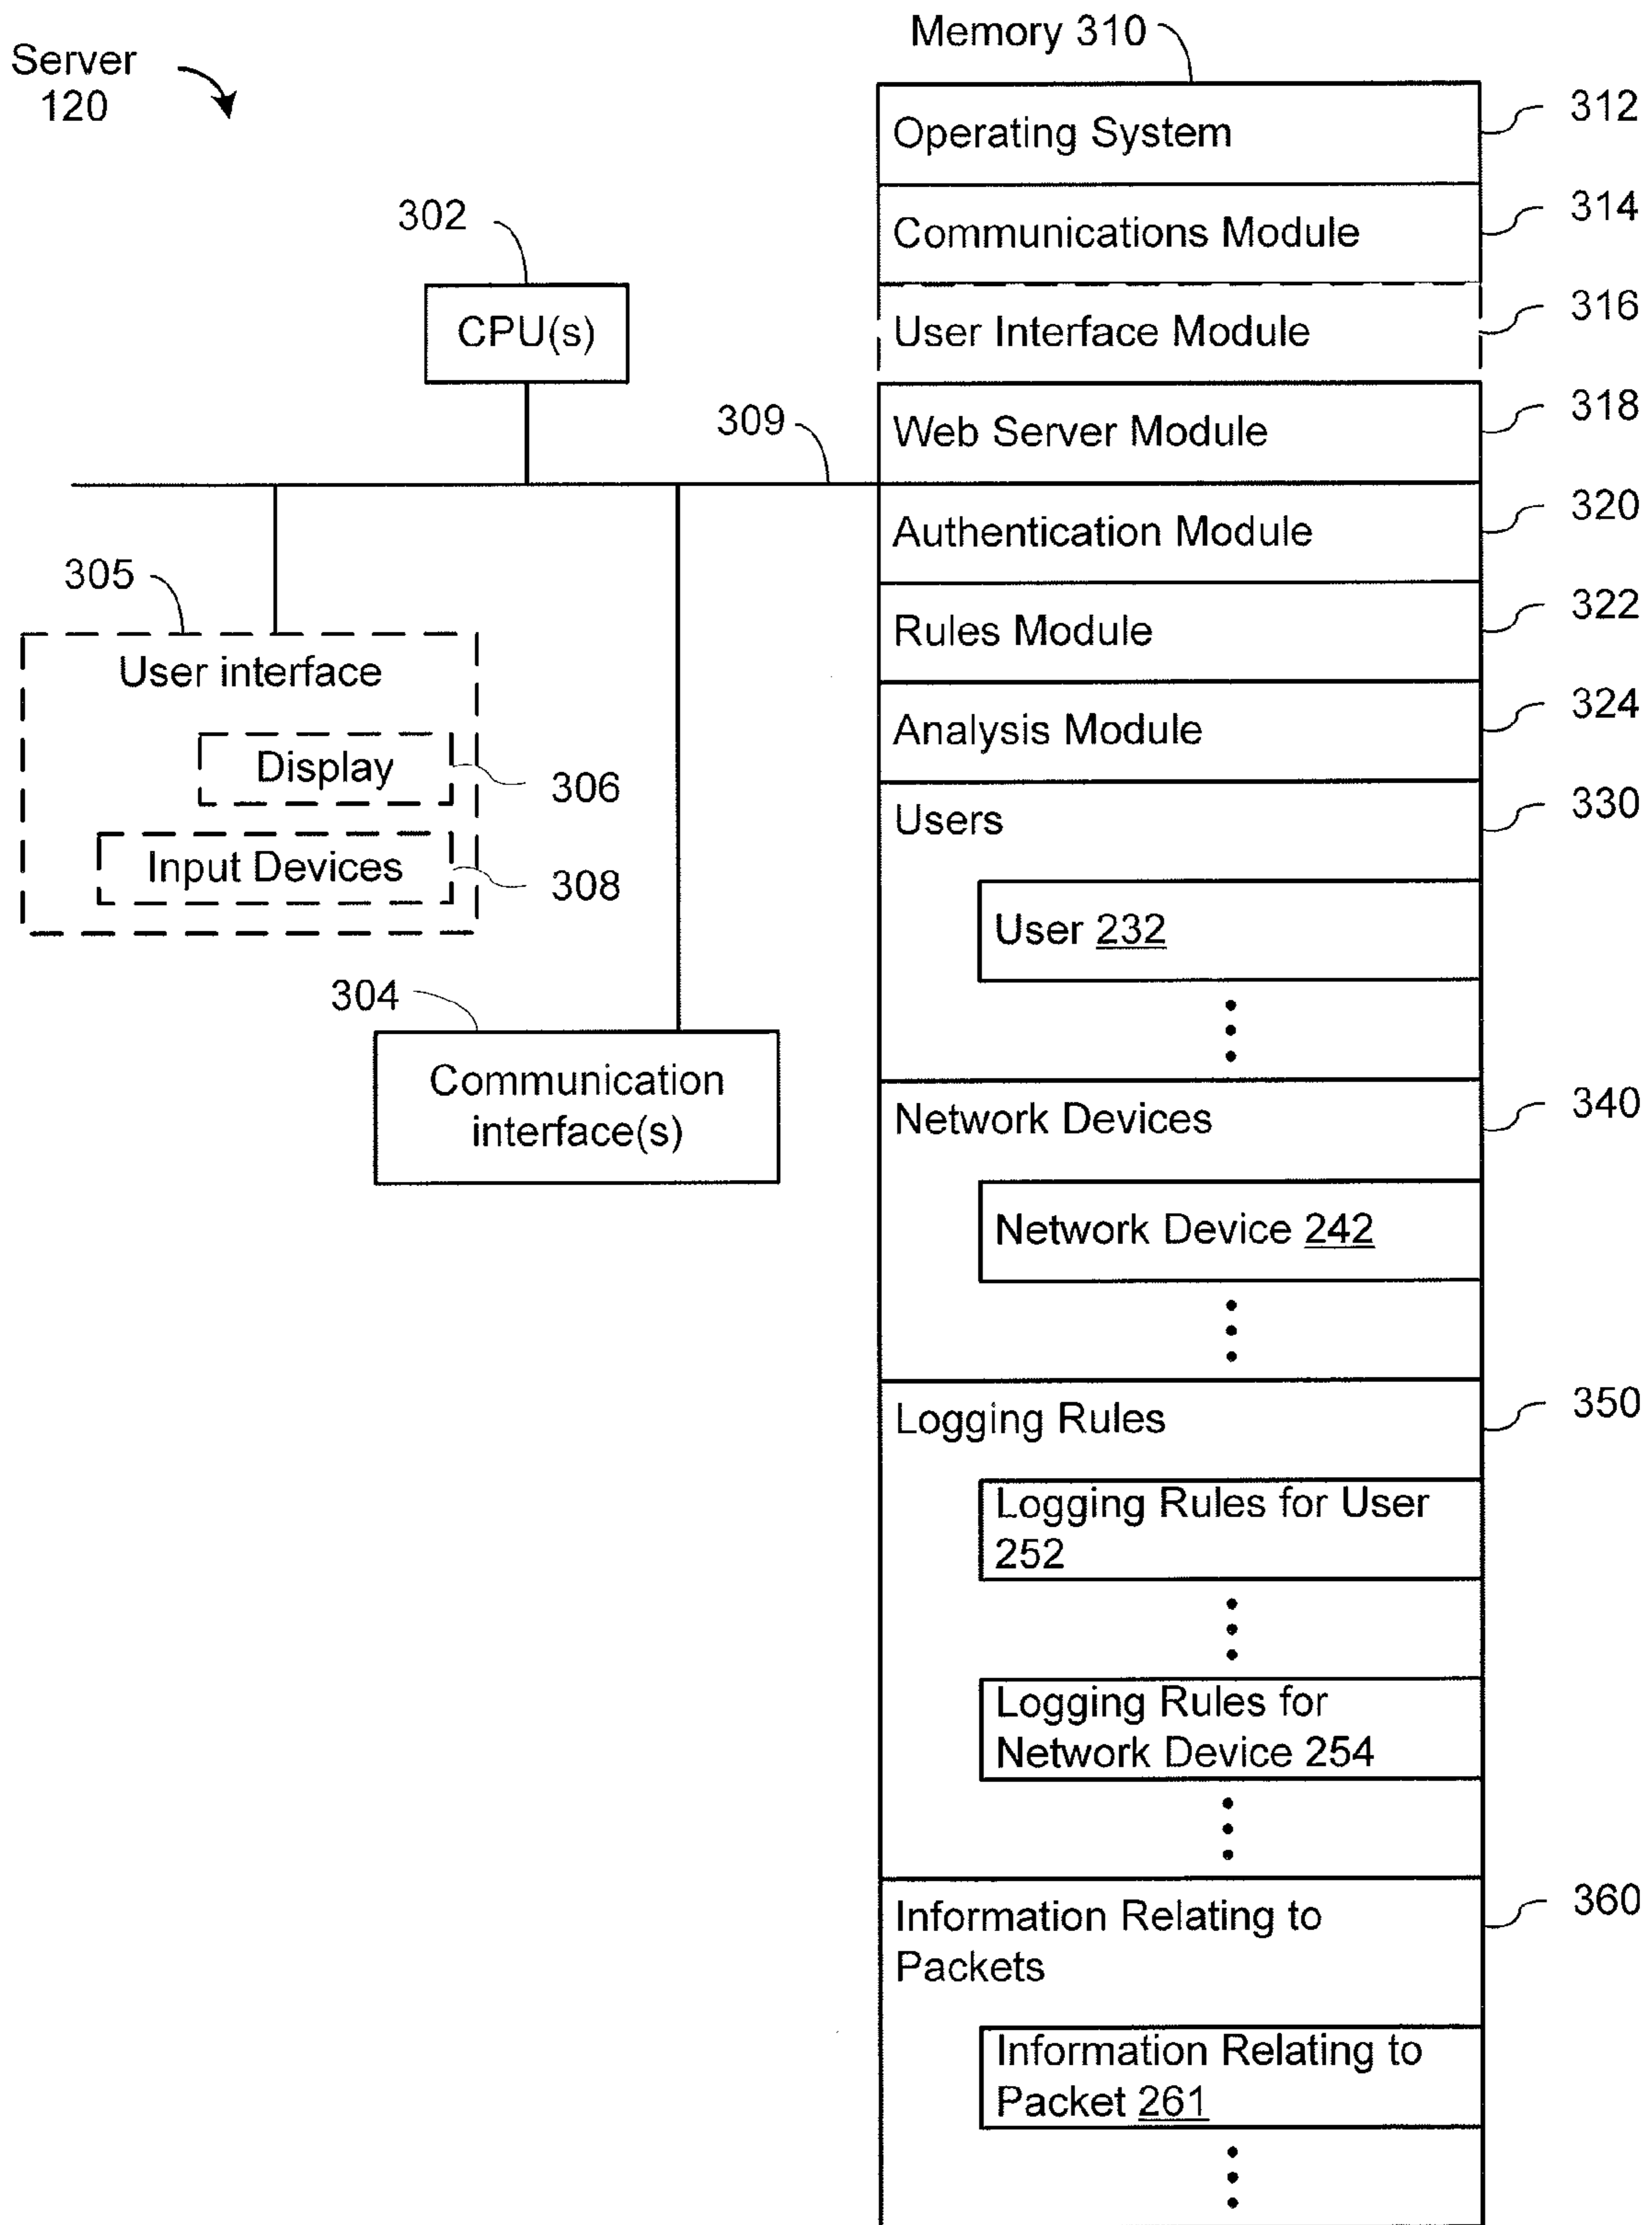 Memory 310
Server
120
Operating System
312
Communications Module
314
User Interface Module
316
Web Server Module
318
Authentication Module
320
Rules Module
322
Analysis Module
324
Users
330
User 232
Network Devices
340
Network Device 242
Logging Rules
350
Logging Rules for User
252
Logging Rules for
Network Device 254
Information Relating to
Packets
360
Information Relating to
Packet 261
302
CPU(s)
309
305
User interface
Display
306
Input Devices
308
304
Communication
interface(s)